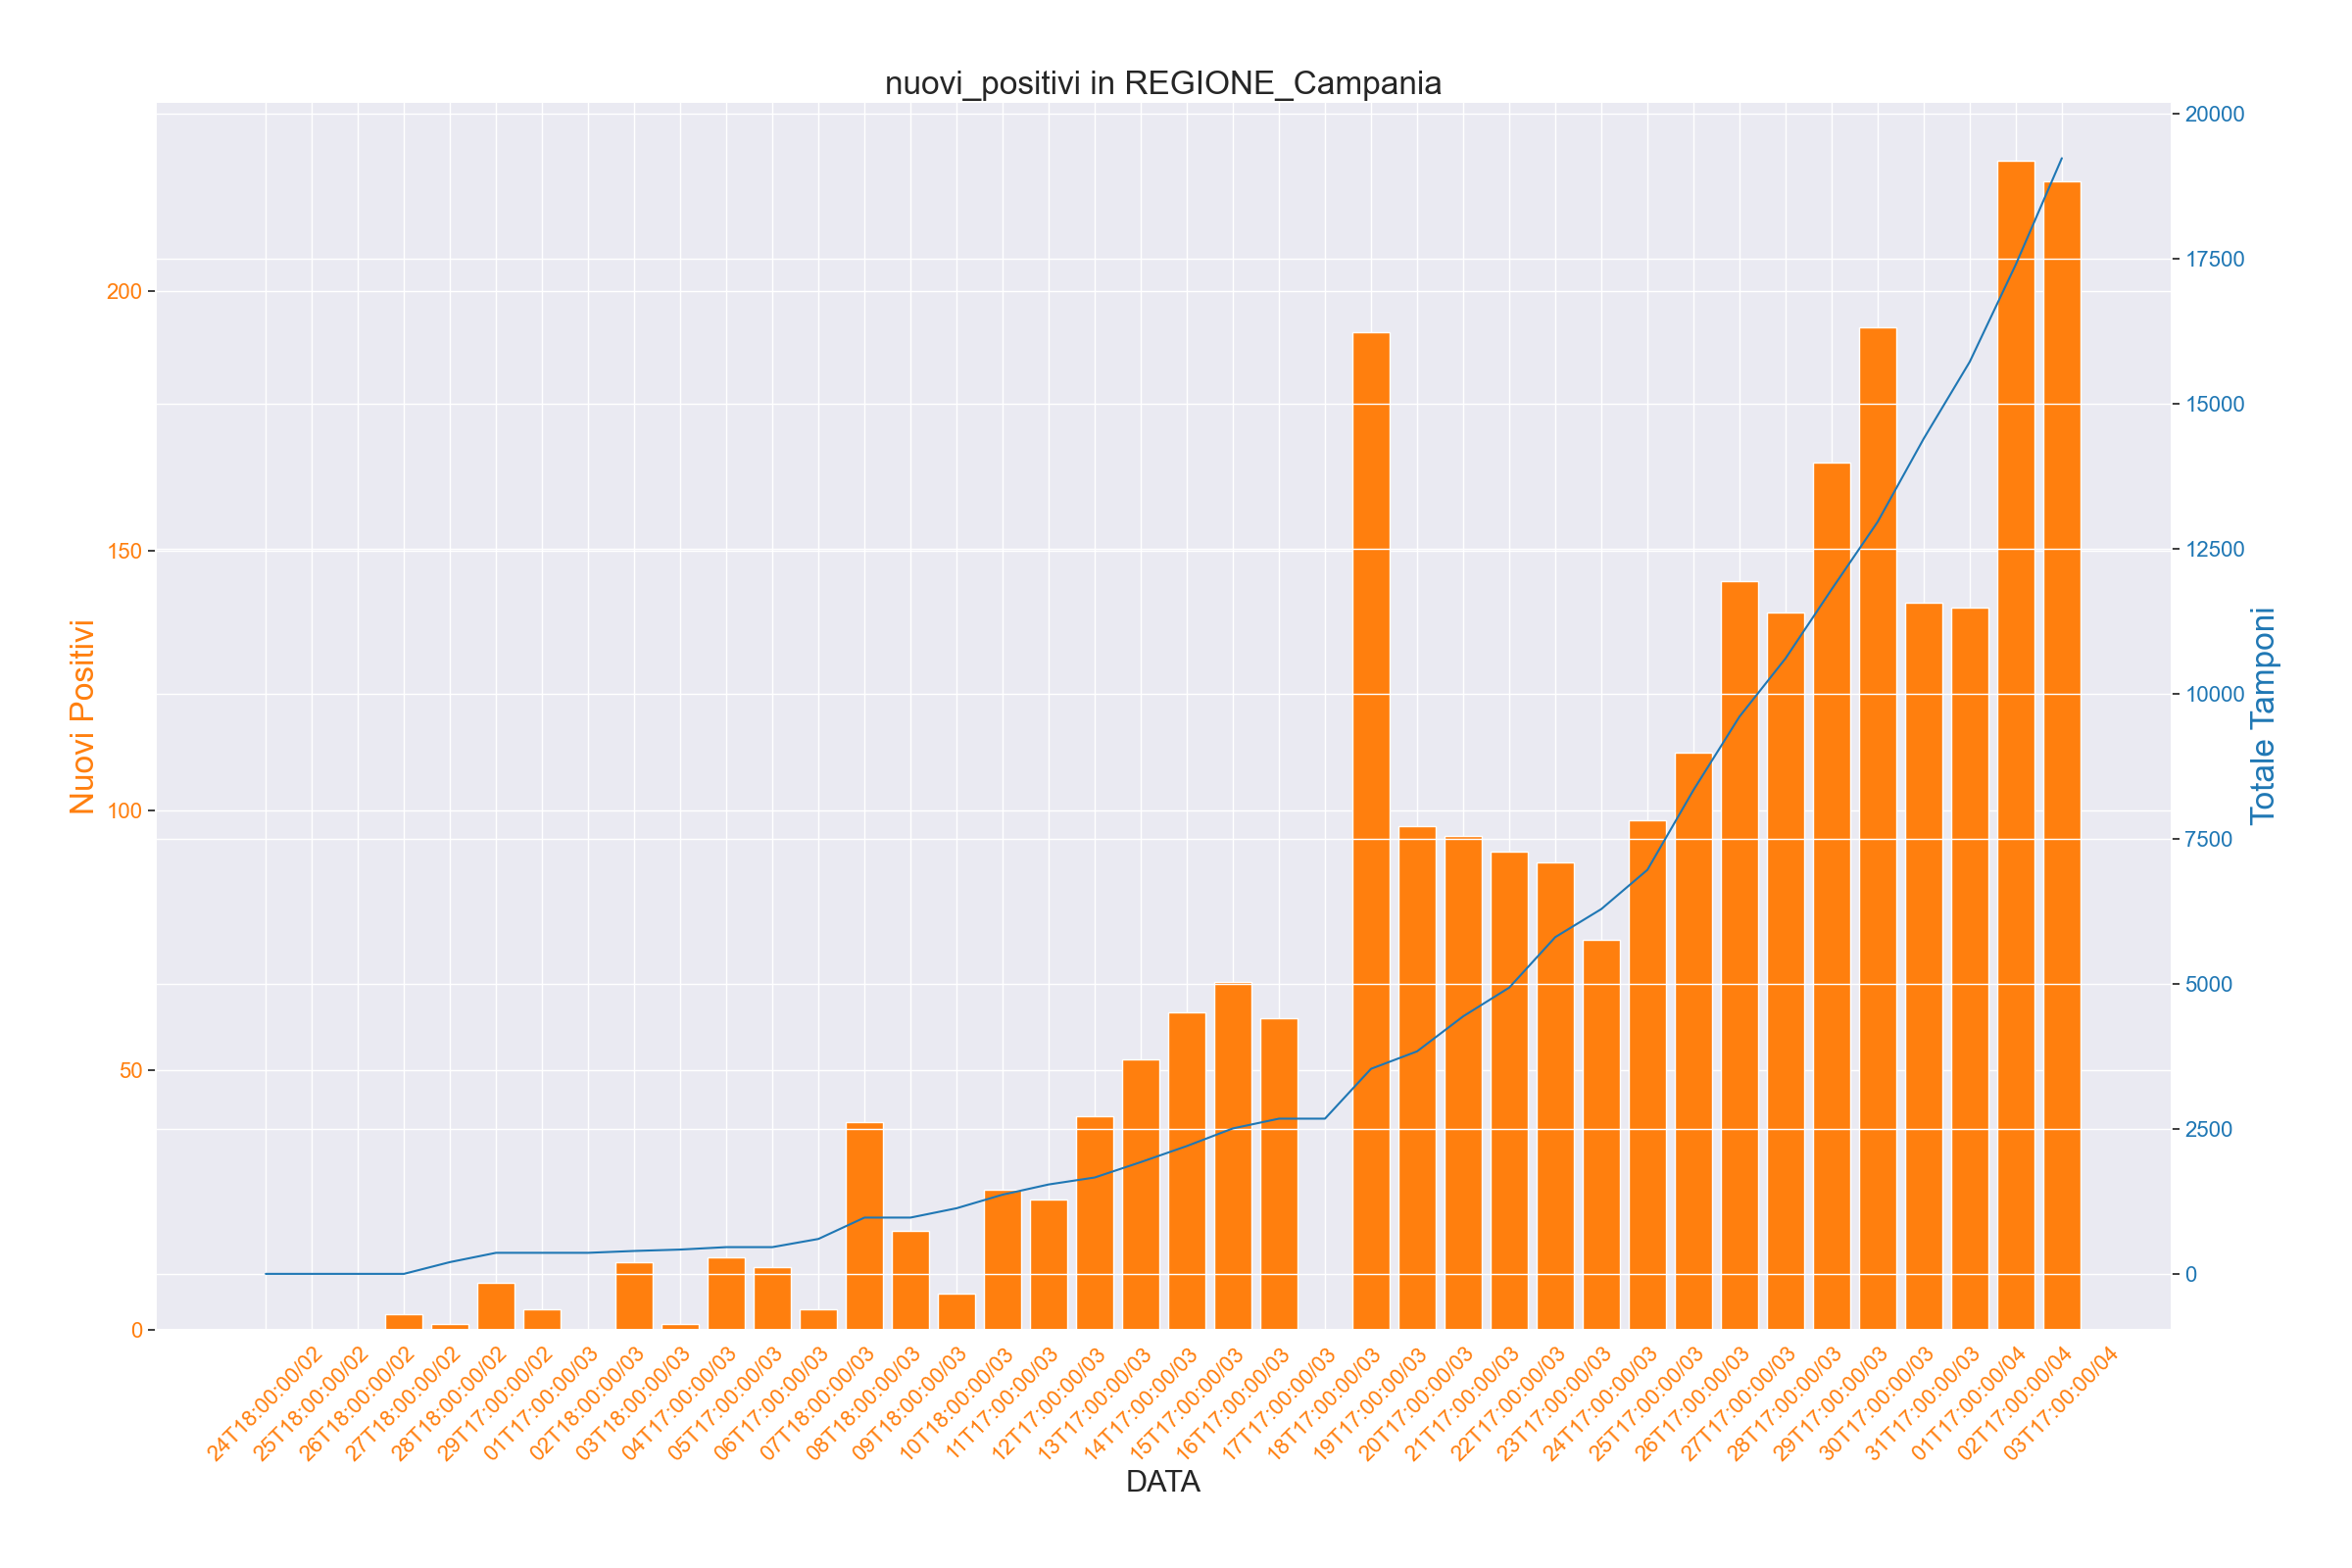 nuovi_positivi in REGIONE_Campania
Nuovi Positivi
200
150
100
50
0
20000
17500
15000
12500
10000
7500
5000
2500
0
Totale Tamponi
24T18:00:00/02
25T18:00:00/02
26T18:00:00/02
27T18:00:00/02
28T18:00:00/02
29T17:00:00/02
01T17:00:00/03
02T18:00:00/03
03T18:00:00/03
04T17:00:00/03
05T17:00:00/03
06T17:00:00/03
07T18:00:00/03
08T18:00:00/03
09T18:00:00/03
10T18:00:00/03
11T17:00:00/03
12T17:00:00/03
13T17:00:00/03
14T17:00:00/03
15T17:00:00/03
16T17:00:00/03
17T17:00:00/03
18T17:00:00/03
19T17:00:00/03
20T17:00:00/03
21T17:00:00/03
22T17:00:00/03
23T17:00:00/03
24T17:00:00/03
25T17:00:00/03
26T17:00:00/03
27T17:00:00/03
28T17:00:00/03
29T17:00:00/03
30T17:00:00/03
31T17:00:00/03
01T17:00:00/04
02T17:00:00/04
03T17:00:00/04
DATA